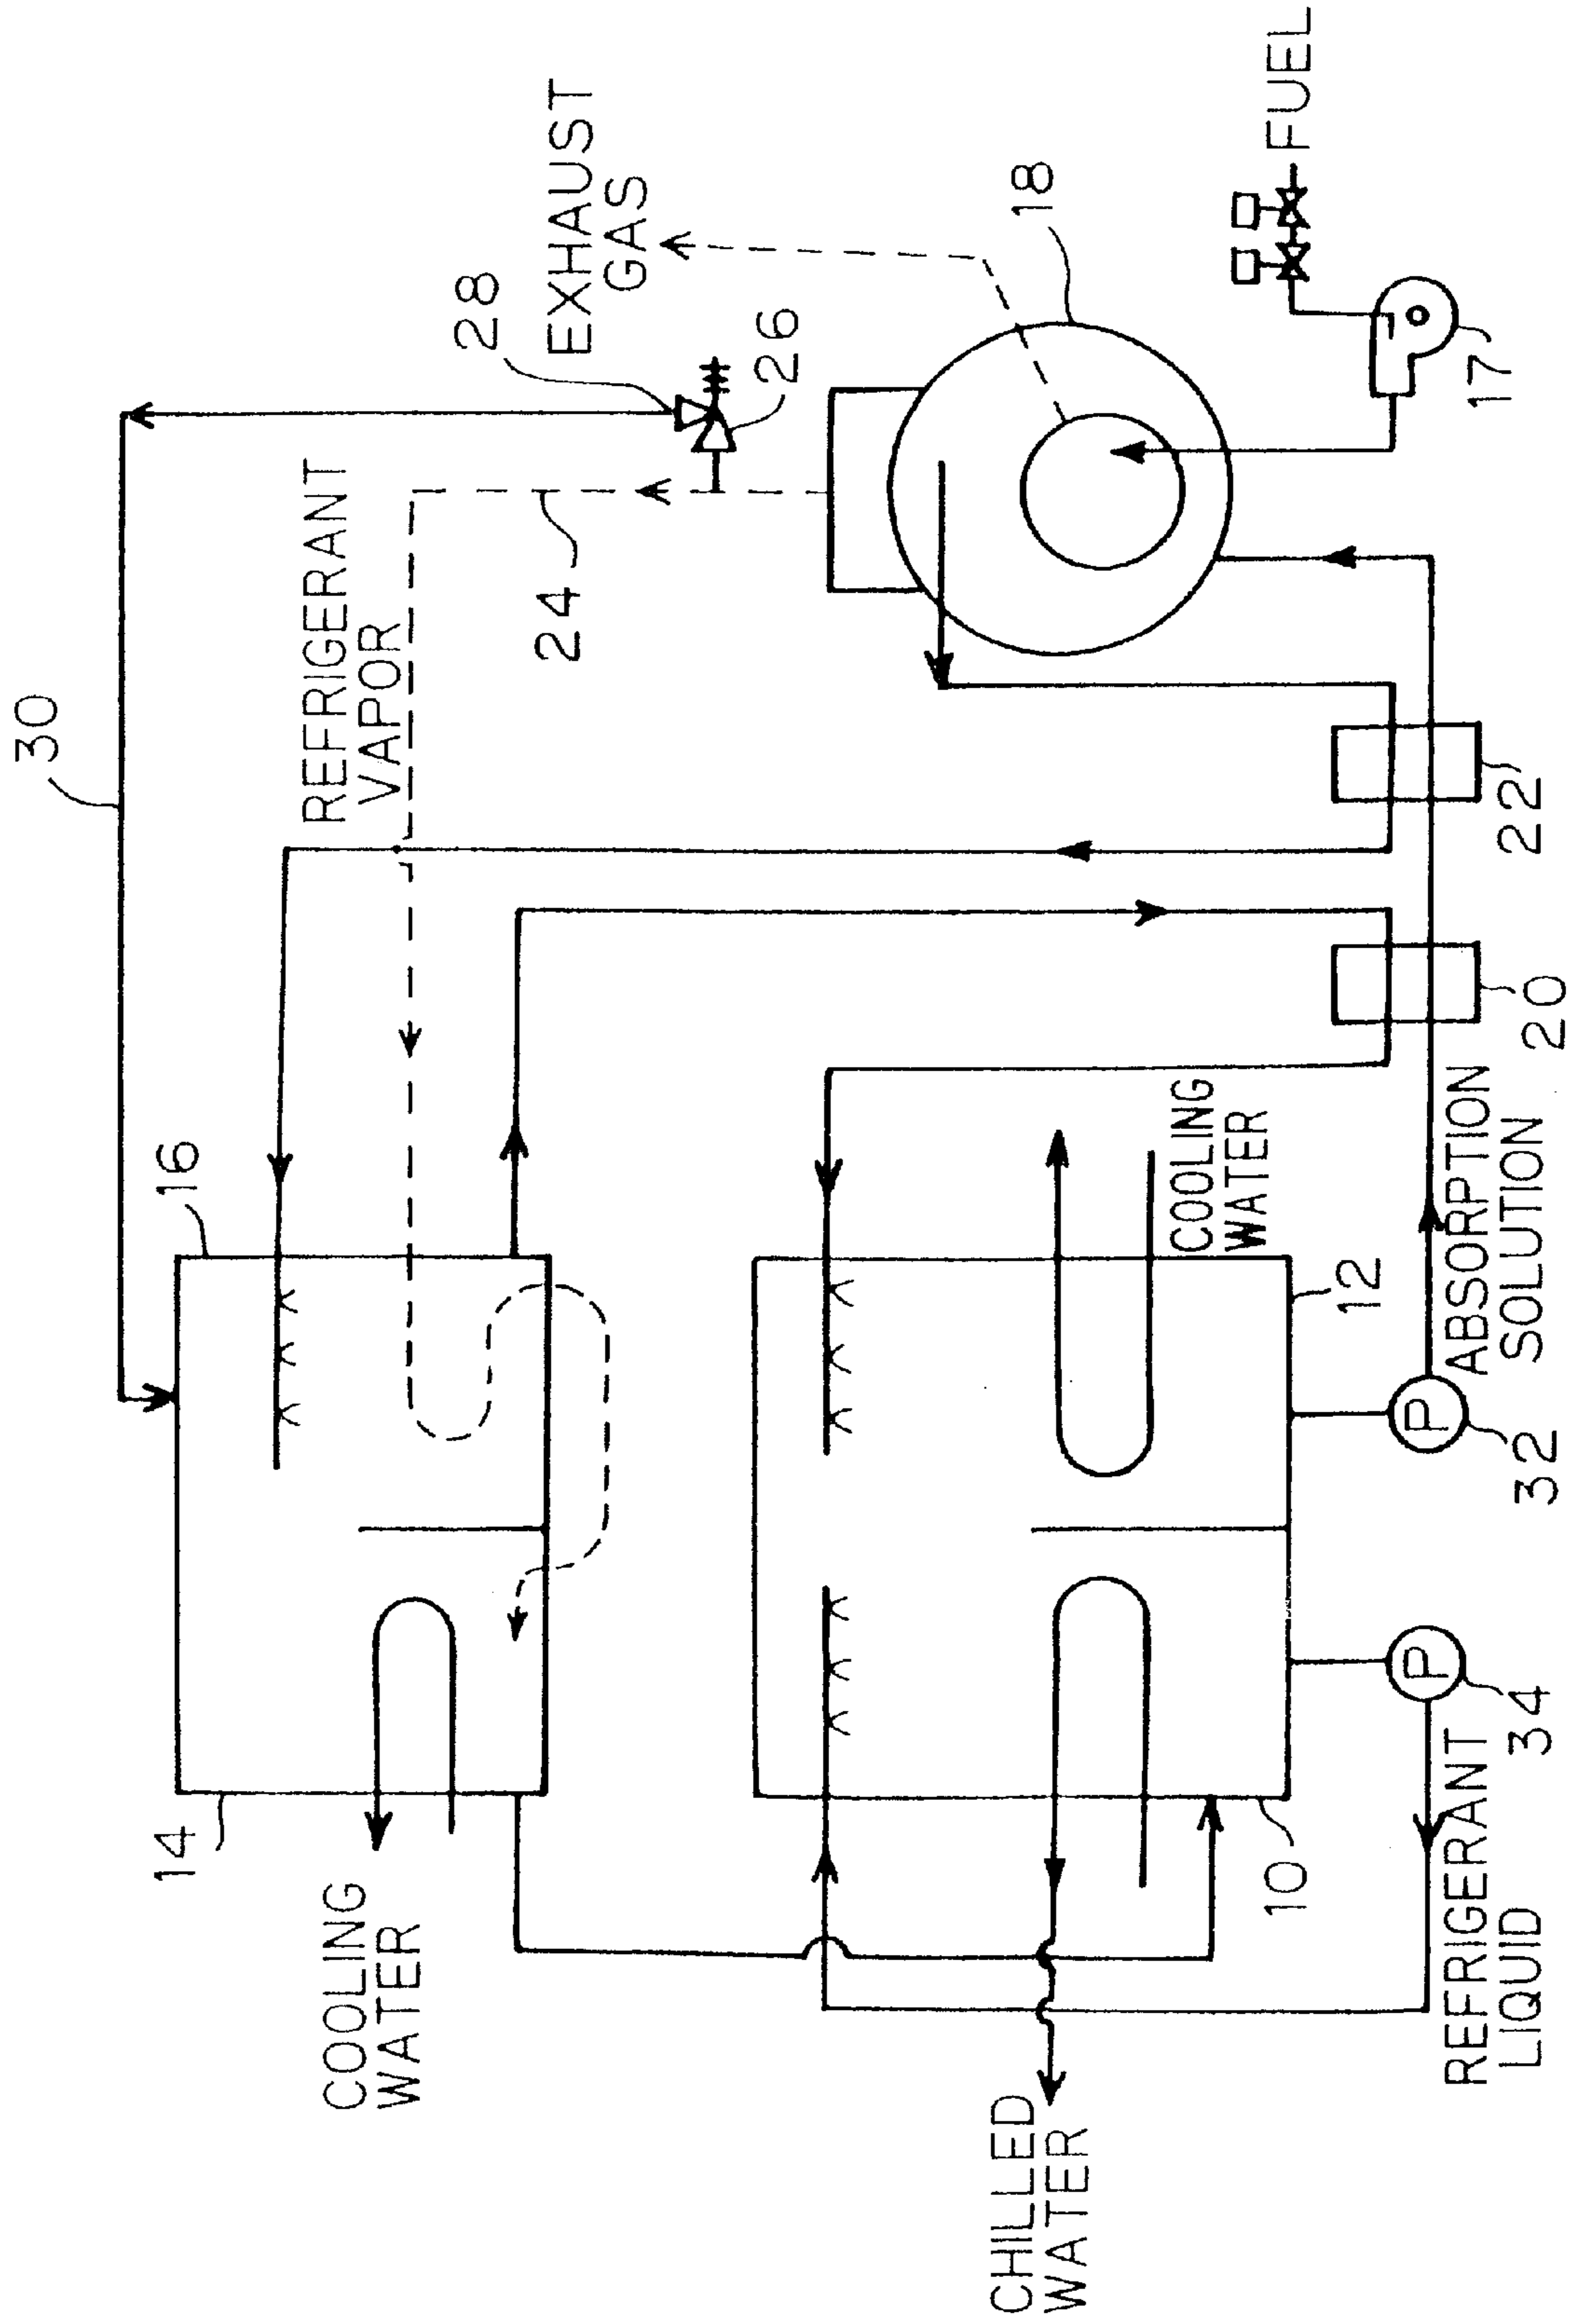 30
REFRIGERANT
VAPOR
28
EXHAUST
GAS
26
24
18
FUEL
17
16
14
COOLING
WATER
22
20
COOLING
WATER
12
ABSORPTION
SOLUTION
P
32
10
P
34
CHILLED
WATER
REFRIGERANT
LIQUID